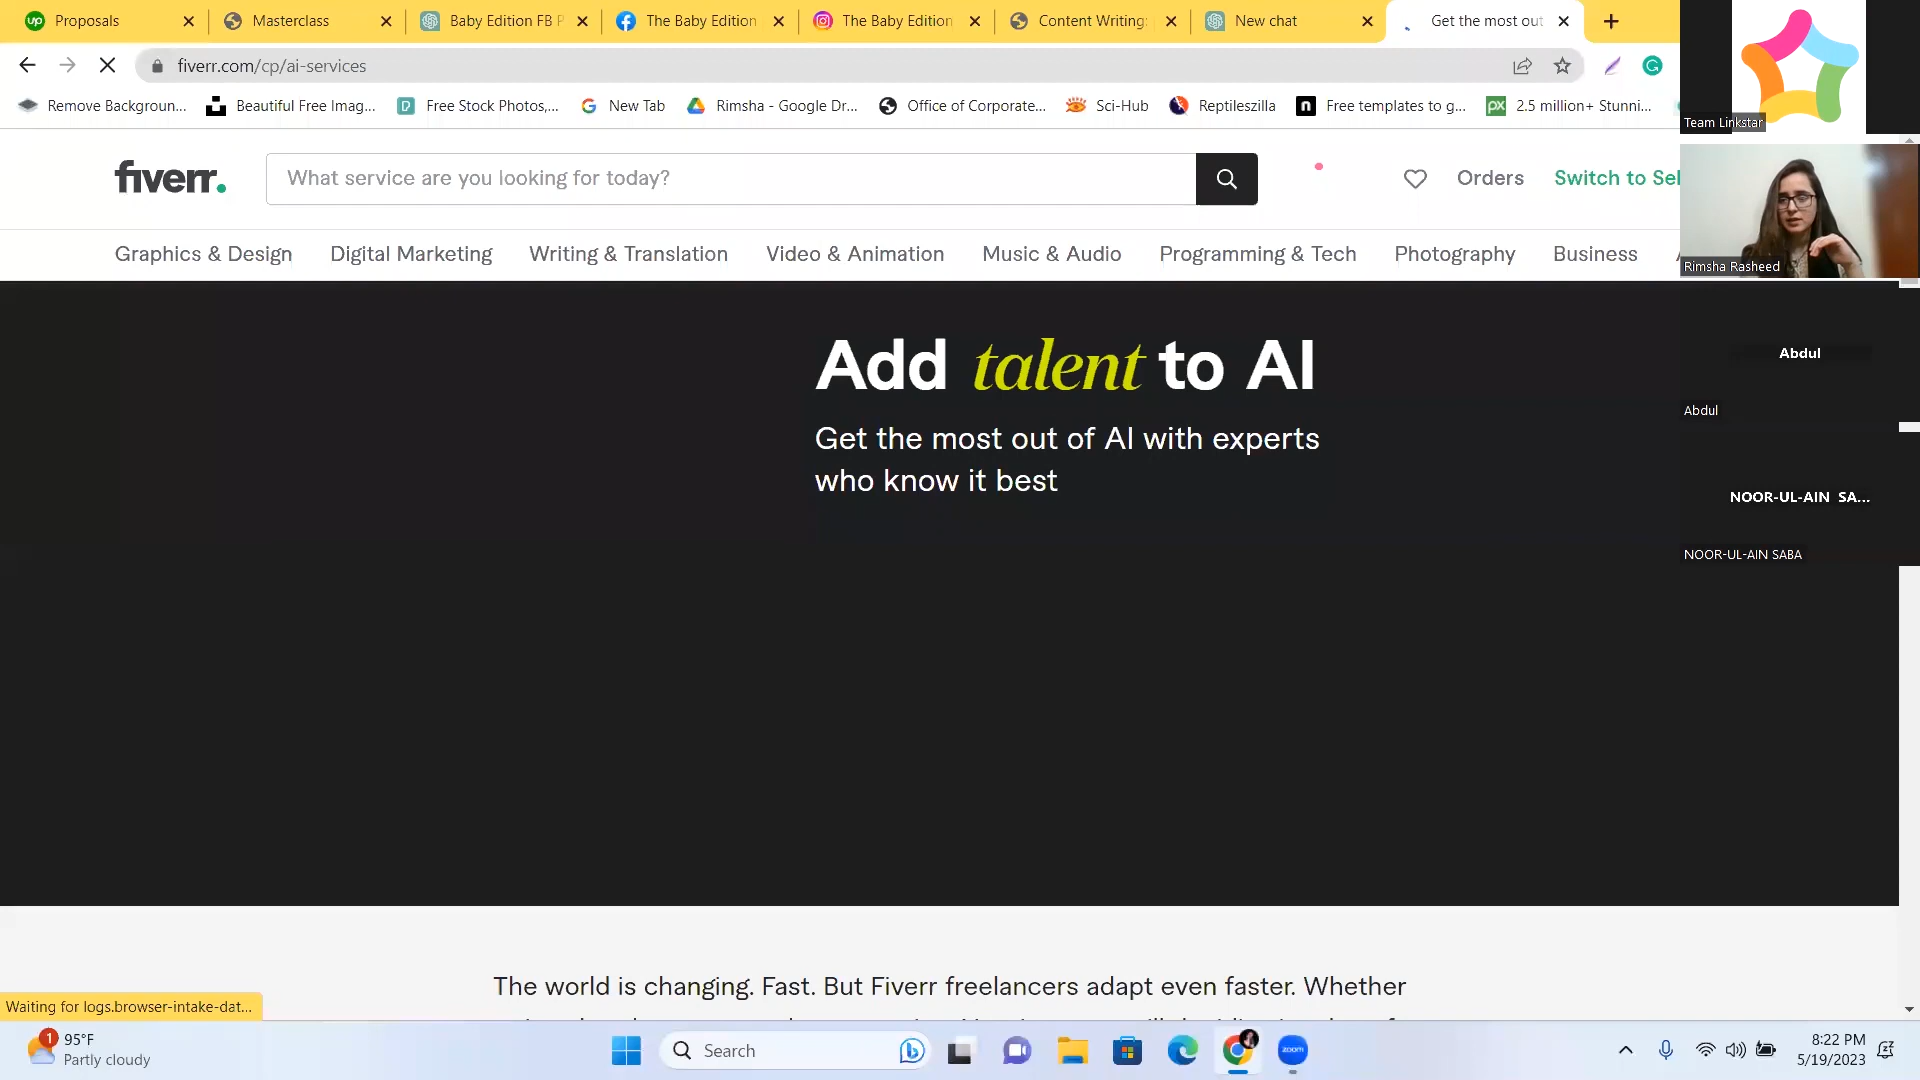 Proposals
Masterclass
Baby Edition FB P
The Baby Edition
The Baby Edition
Content Writing
New chat
Get the most out
fiverr.com/cp/ai-services
Remove Backgroun...
Beautiful Free Imag...
Free Stock Photos,...
New Tab
Rimsha - Google Dr...
Office of Corporate...
Sci-Hub
Reptileszilla
Free templates to g...
2.5 million+ Stunni...
Team Linkstar
fiverr.
What service are you looking for today?
Orders
Switch to Sel
Rimsha Rasheed
Graphics & Design
Digital Marketing
Writing & Translation
Video & Animation
Music & Audio
Programming & Tech
Photography
Business
Add talent to AI
Get the most out of AI with experts
who know it best
Abdul
Abdul
NOOR-UL-AIN SA...
NOOR-UL-AIN SABA
The world is changing. Fast. But Fiverr freelancers adapt even faster. Whether
Waiting for logs.browser-intake-dat...
1
95°F
Partly cloudy
Search
zoom
8:22 PM
5/19/2023